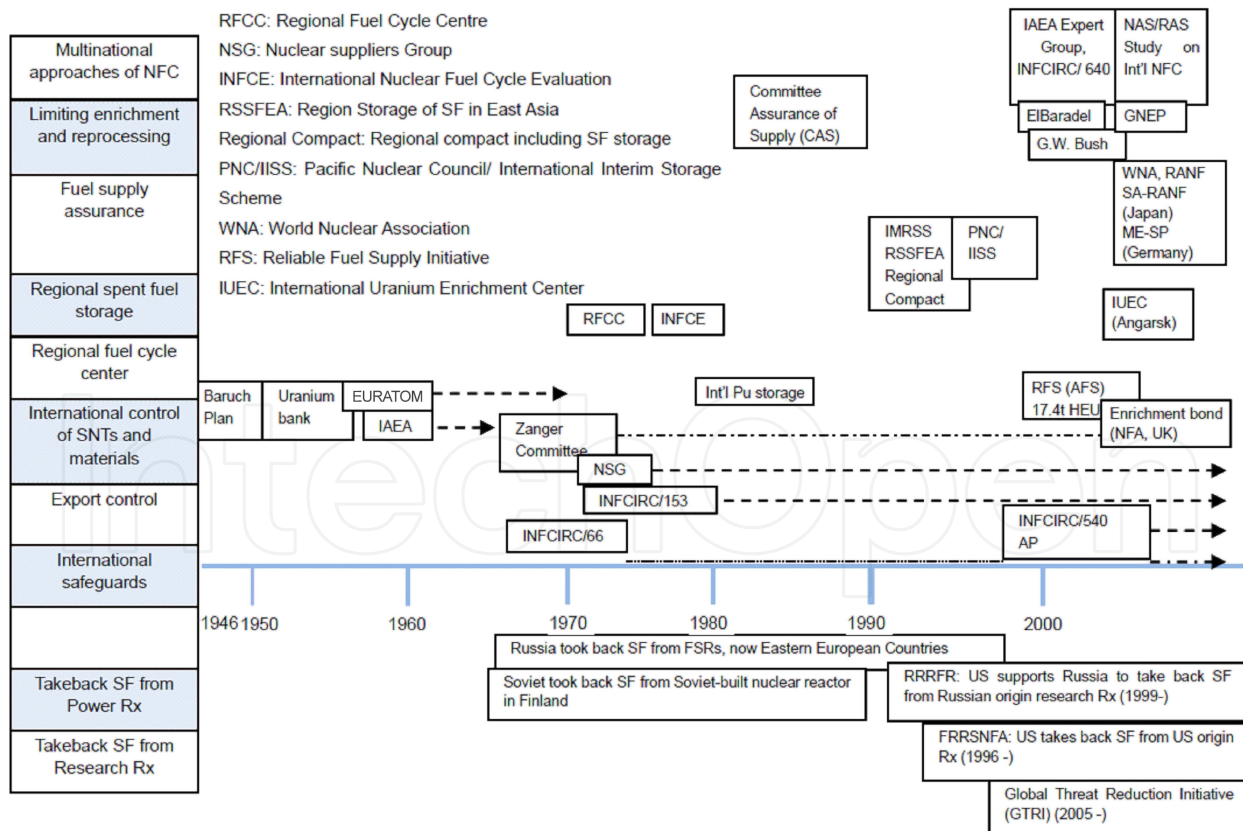 RFCC: Regional Fuel Cycle Centre
NSG: Nuclear suppliers Group
INFCE: International Nuclear Fuel Cycle Evaluation
RSSFEA: Region Storage of SF in East Asia
Regional Compact: Regional compact including SF storage
PNC/IISS: Pacific Nuclear Council/ International Interim Storage
Scheme
WNA: World Nuclear Association
RFS: Reliable Fuel Supply Initiative
IUEC: International Uranium Enrichment Center
Multinational
approaches of NFC
Limiting enrichment
and reprocessing
Fuel supply
assurance
Regional spent fuel
storage
Regional fuel cycle
center
International control
of SNTs and
materials
Export control
International
safeguards
Takeback SF from
Power Rx
Takeback SF from
Research Rx
Committee
Assurance of
Supply (CAS)
IAEA Expert
Group,
INFCIRC/ 640
NAS/RAS
Study on
Int'l NFC
ElBaradel
GNEP
G.W. Bush
WNA, RANF
SA-RANF
(Japan)
ME-SP
(Germany)
IMRSS
RSSFEA
Regional
Compact
PNC/
IISS
IUEC
(Angarsk)
RFCC
INFCE
Baruch
Plan
Uranium
bank
EURATOM
IAEA
Int'l Pu storage
RFS (AFS)
17.4t HEU
Enrichment bond
(NFA, UK)
Zanger
Committee
NSG
INFCIRC/153
INFCIRC/66
INFCIRC/540
AP
IntechOpen
1946 1950 1960 1970 1980 1990 2000
Russia took back SF from FSRs, now Eastern European Countries
Soviet took back SF from Soviet-built nuclear reactor
in Finland
RRRFR: US supports Russia to take back SF
from Russian origin research Rx (1999-)
FRRSNFA: US takes back SF from US origin
Rx (1996 -)
Global Threat Reduction Initiative
(GTRI) (2005 -)